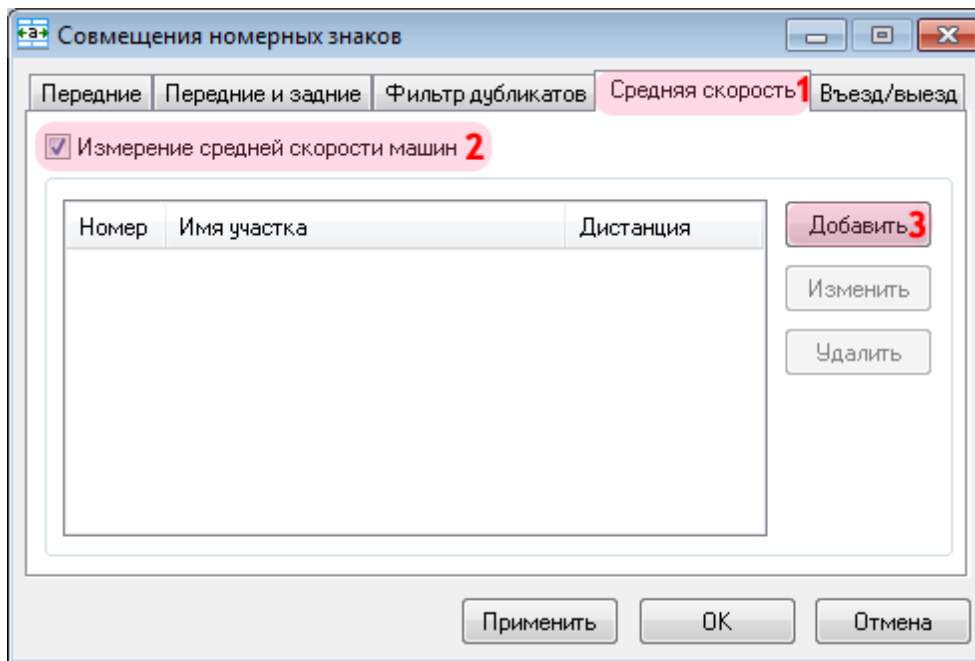 Совмещения номерных знаков
Передние Передние и задние Фильтр дубликатов Средняя скорость 1 Въезд/выезд
Измерение средней скорости машин 2
Номер Имя участка Дистанция
Добавить 3
Изменить
Удалить
Применить OK Отмена